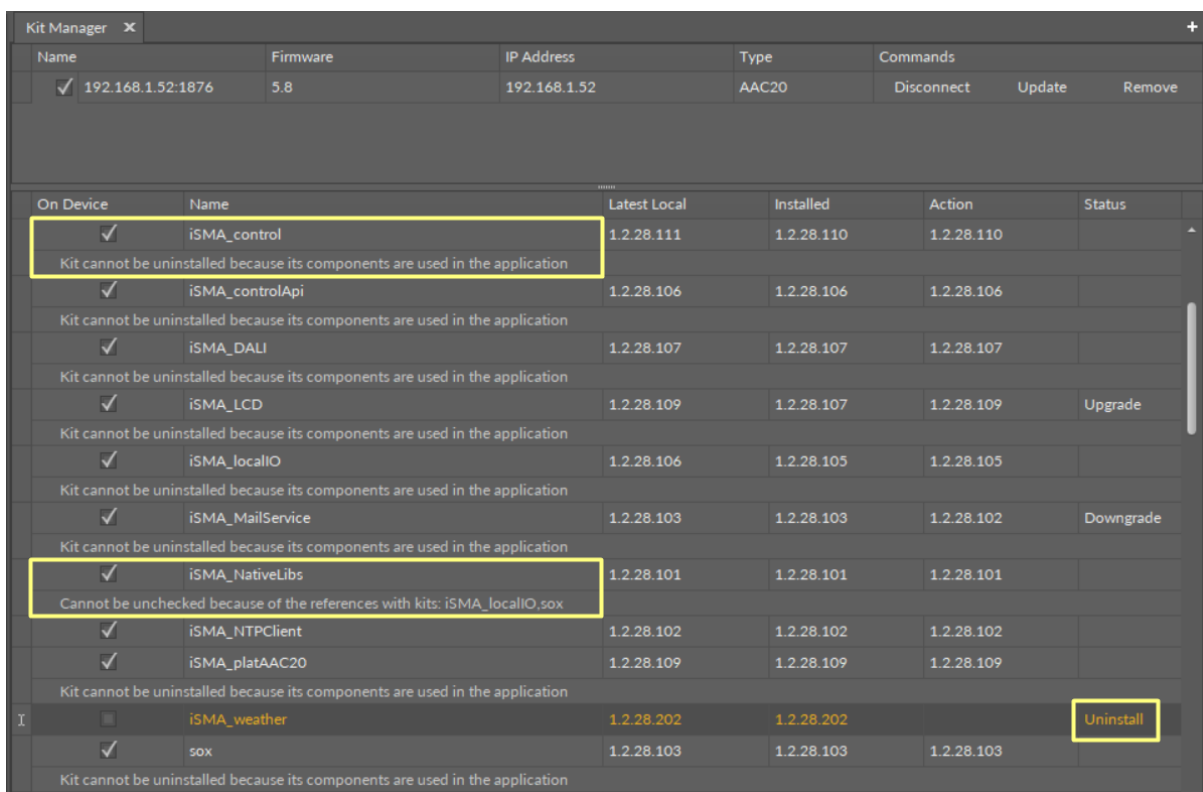 Kit Manager x +
Name Firmware IP Address Type Commands
192.168.1.52:1876 5.8 192.168.1.52 AAC20 Disconnect Update Remove
On Device Name Latest Local Installed Action Status
iSMA_control 1.2.28.111 1.2.28.110 1.2.28.110
Kit cannot be uninstalled because its components are used in the application
iSMA_controlApi 1.2.28.106 1.2.28.106 1.2.28.106
Kit cannot be uninstalled because its components are used in the application
iSMA_DALI 1.2.28.107 1.2.28.107 1.2.28.107
Kit cannot be uninstalled because its components are used in the application
iSMA_LCD 1.2.28.109 1.2.28.107 1.2.28.109 Upgrade
Kit cannot be uninstalled because its components are used in the application
iSMA_localIO 1.2.28.106 1.2.28.105 1.2.28.105
Kit cannot be uninstalled because its components are used in the application
iSMA_MailService 1.2.28.103 1.2.28.103 1.2.28.102 Downgrade
Kit cannot be uninstalled because its components are used in the application
iSMA_NativeLibs 1.2.28.101 1.2.28.101 1.2.28.101
Cannot be unchecked because of the references with kits: iSMA_localIO,sox
iSMA_NTPClient 1.2.28.102 1.2.28.102 1.2.28.102
iSMA_platAAC20 1.2.28.109 1.2.28.109 1.2.28.109
Kit cannot be uninstalled because its components are used in the application
iSMA_weather 1.2.28.202 1.2.28.202 Uninstall
sox 1.2.28.103 1.2.28.103 1.2.28.103
Kit cannot be uninstalled because its components are used in the application